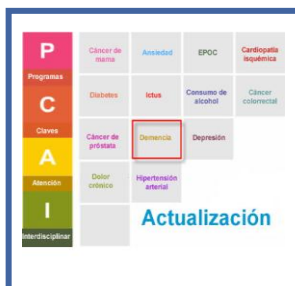 P
Programas
C
Claves
A
Atención
I
Interdisciplinar
Cáncer de
mama
Ansiedad
EPOC
Cardiopatía
isquémica
Diabetes
Ictus
Consumo de
alcohol
Cáncer
colorrectal
Cáncer de
próstata
Demencia
Depresión
Dolor
crónico
Hipertensión
arterial
Actualización